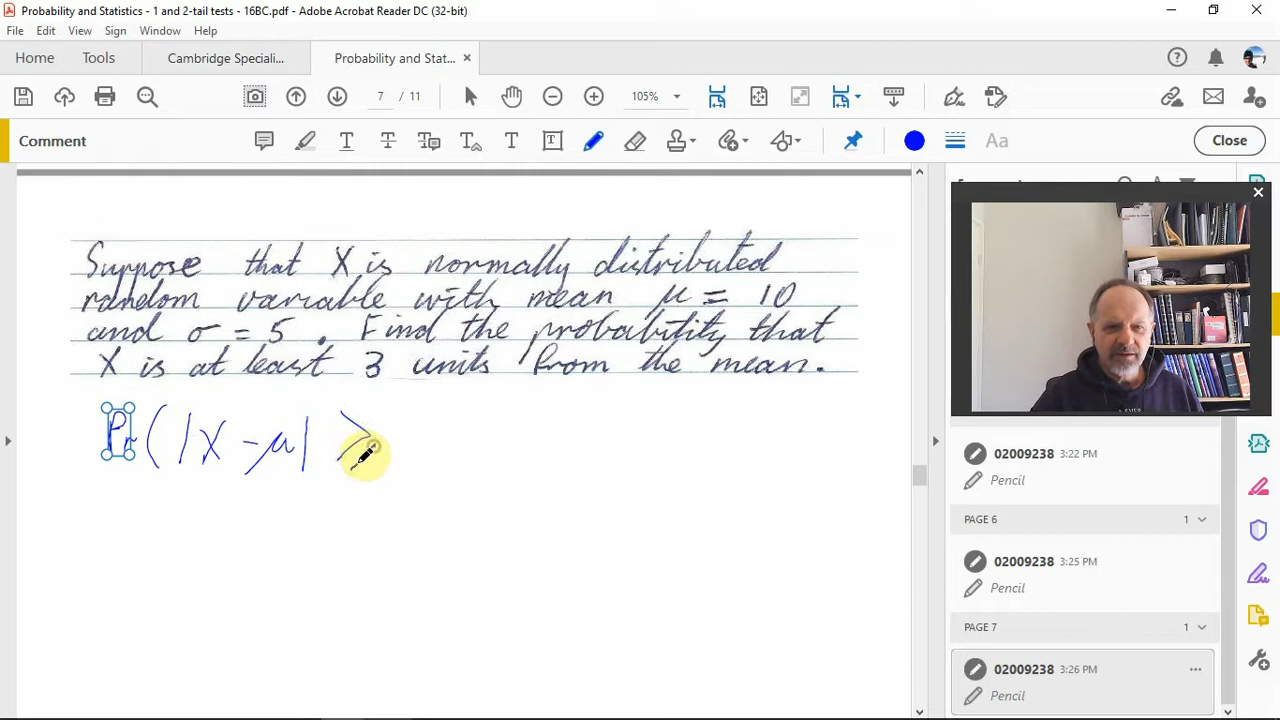 Probability and Statistics - 1 and 2-tail tests - 16BC.pdf - Adobe Acrobat Reader DC (32-bit)
File Edit View Sign Window Help
Home Tools Cambridge Speciali... Probability and Stat... ×
7 / 11 105%
Comment Aa Close
Suppose that X is normally distributed
random variable with mean μ = 10
and σ = 5 . Find the probability that
X is at least 3 units from the mean.
Pr ( | X - μ | ≥
02009238 3:22 PM
Pencil
PAGE 6 1
02009238 3:25 PM
Pencil
PAGE 7 1
02009238 3:26 PM ...
Pencil